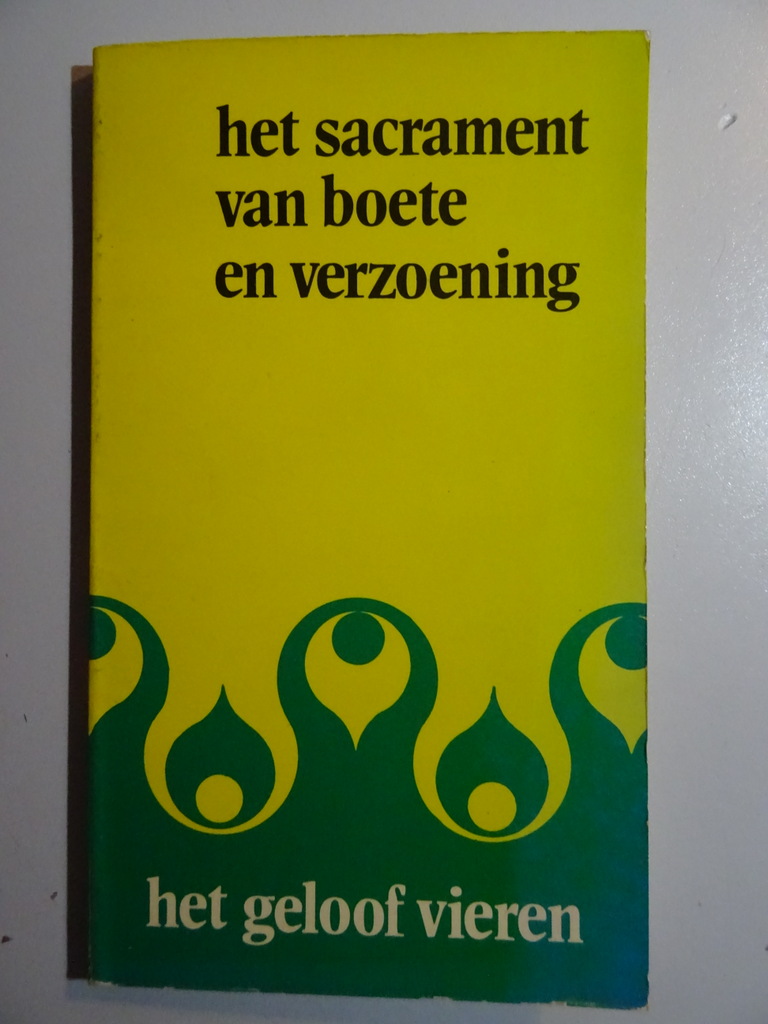 het sacrament
van boete
en verzoening
het geloof vieren